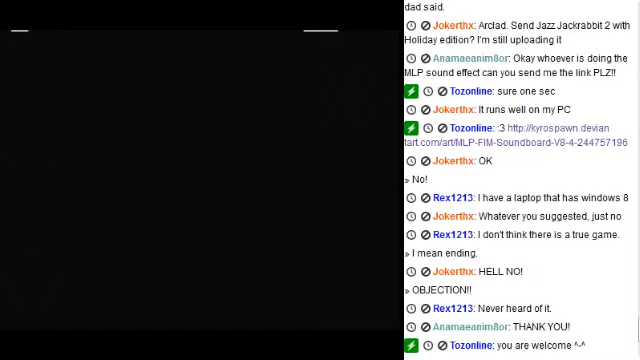 dad said.
Jokerthx: Arclad. Send Jazz Jackrabbit 2 with
Holiday edition? I'm still uploading it
Anamaeanim8or: Okay whoever is doing the
MLP sound effect can you send me the link PLZ!!
Tozonline: sure one sec
Jokerthx: It runs well on my PC
Tozonline: :3 http://kyrospawn.devian
tart.com/art/MLP-FIM-Soundboard-V8-4-244757196
Jokerthx: OK
» No!
Rex1213: I have a laptop that has windows 8
Jokerthx: Whatever you suggested, just no
Rex1213: I don't think there is a true game.
» I mean ending.
Jokerthx: HELL NO!
» OBJECTION!!
Rex1213: Never heard of it.
Anamaeanim8or: THANK YOU!
Tozonline: you are welcome ^-^